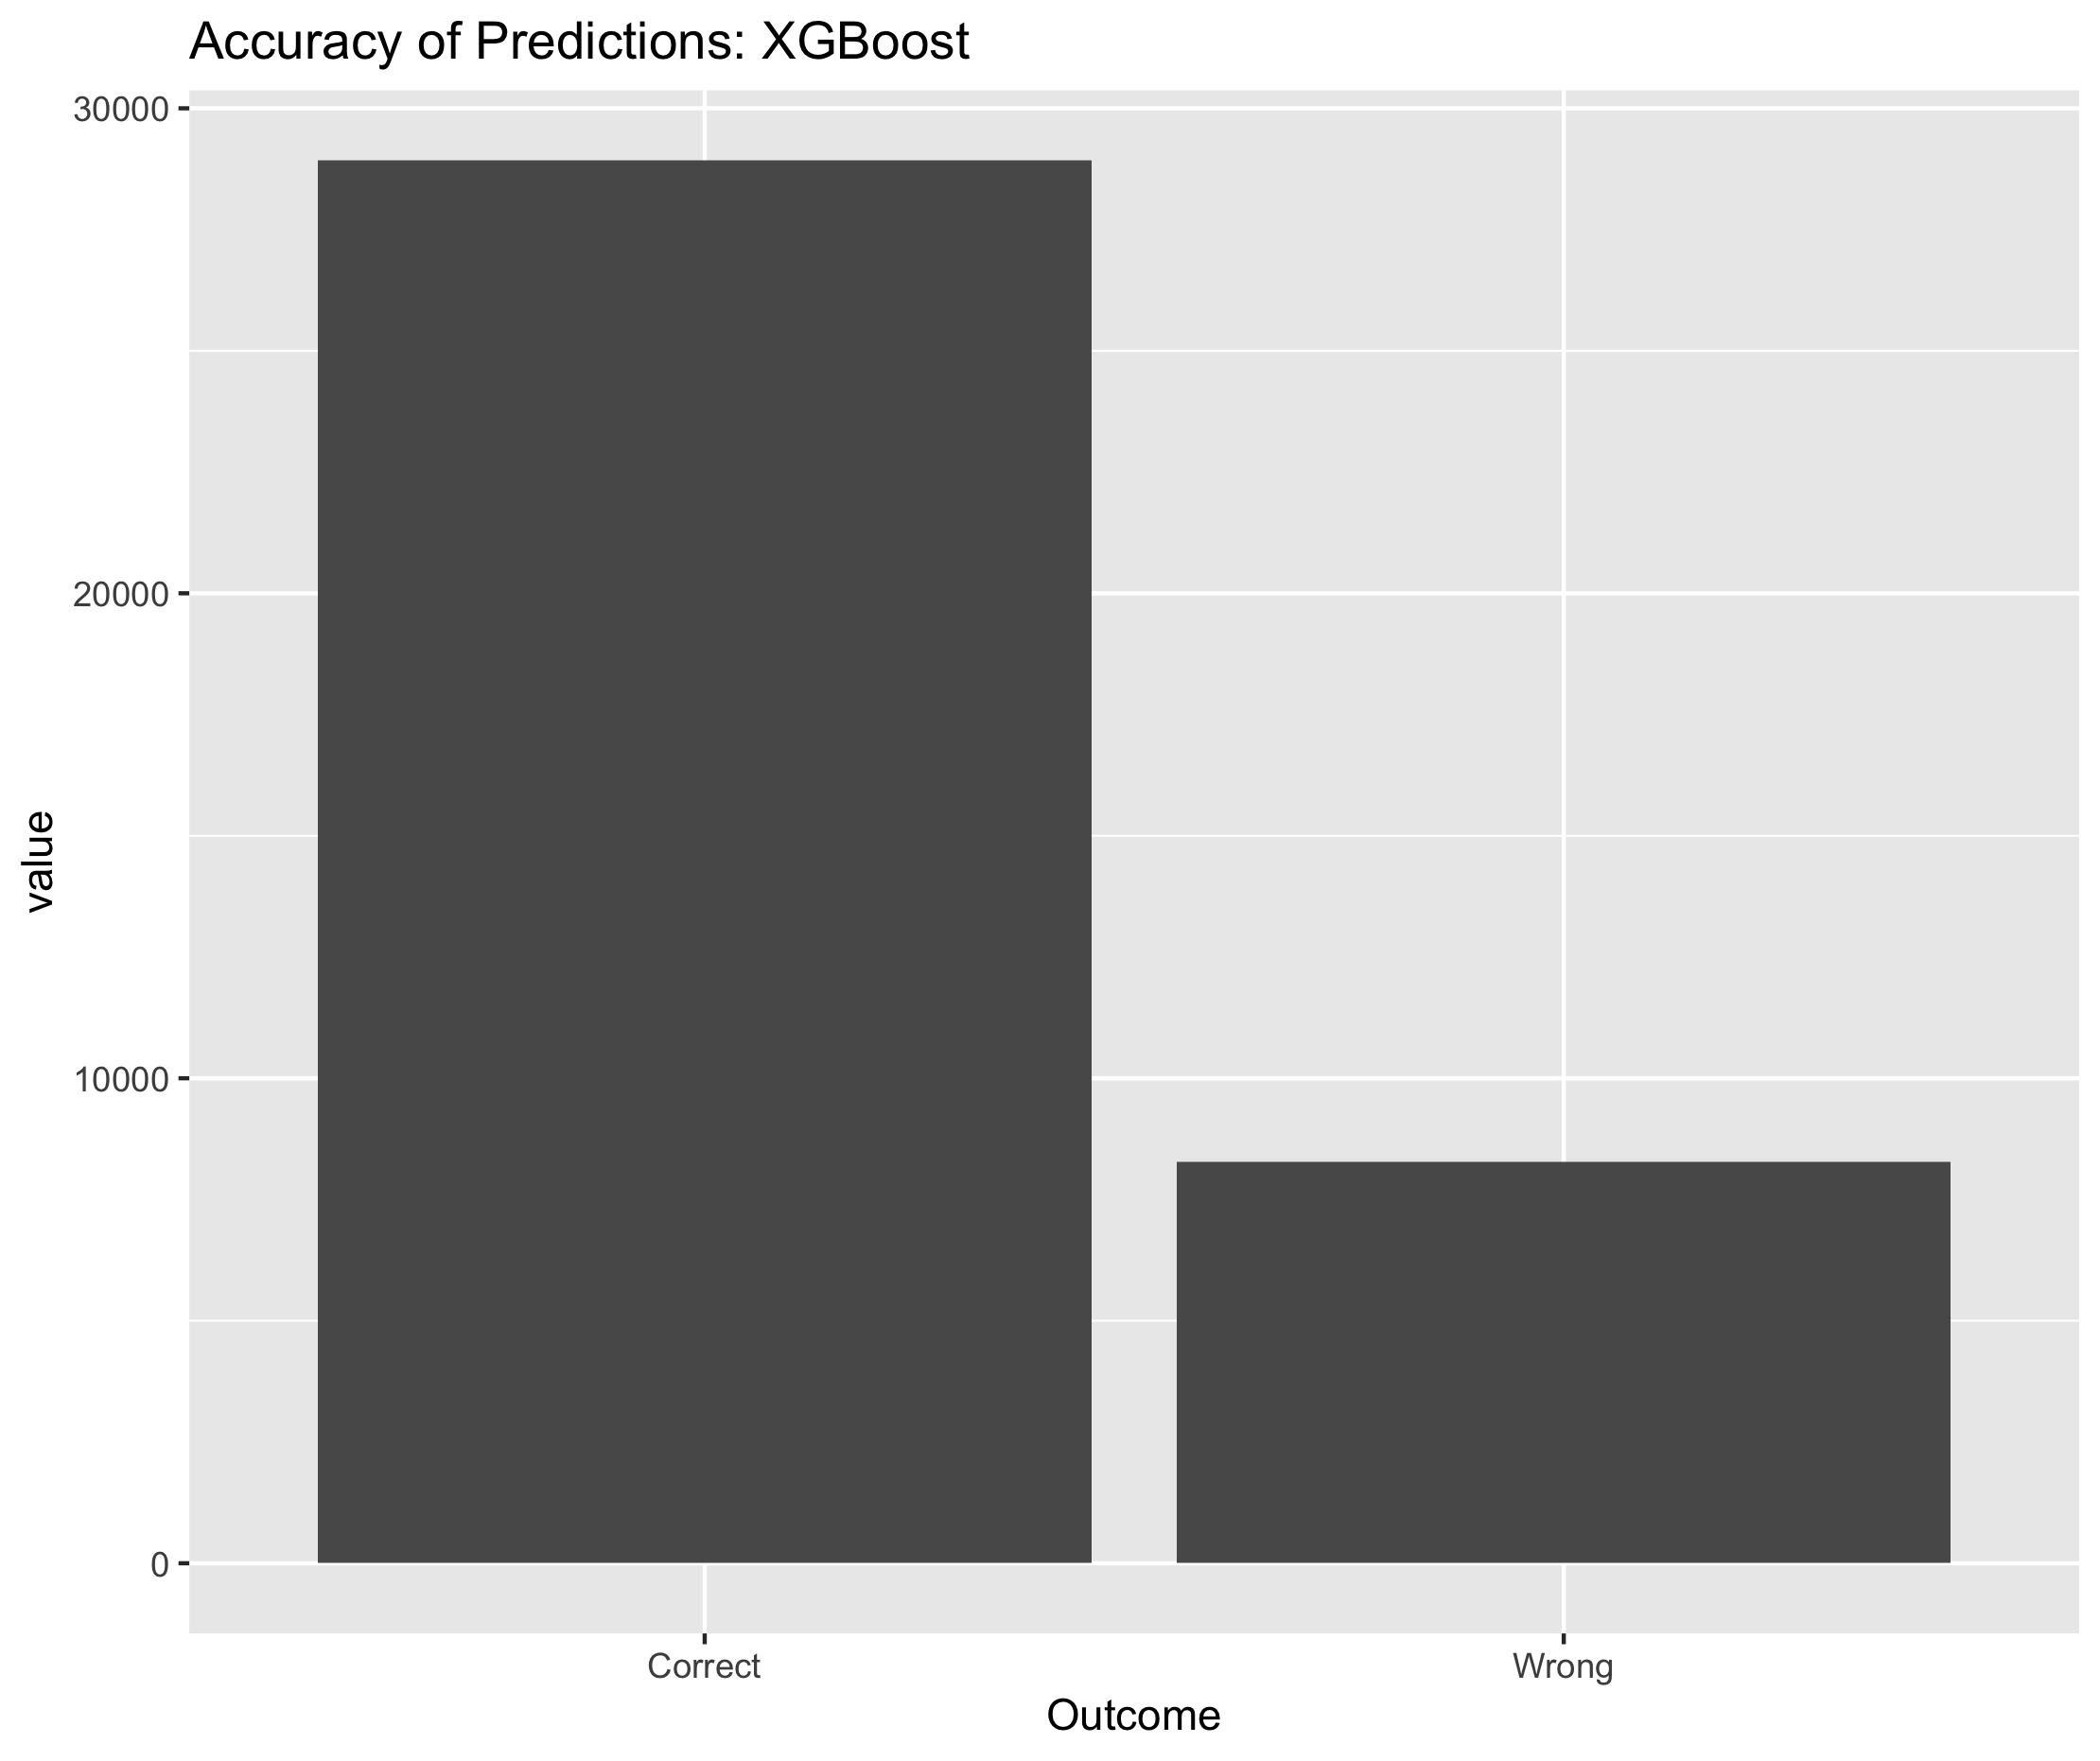 Accuracy of Predictions: XGBoost
30000
20000
10000
0
value
Correct
Wrong
Outcome